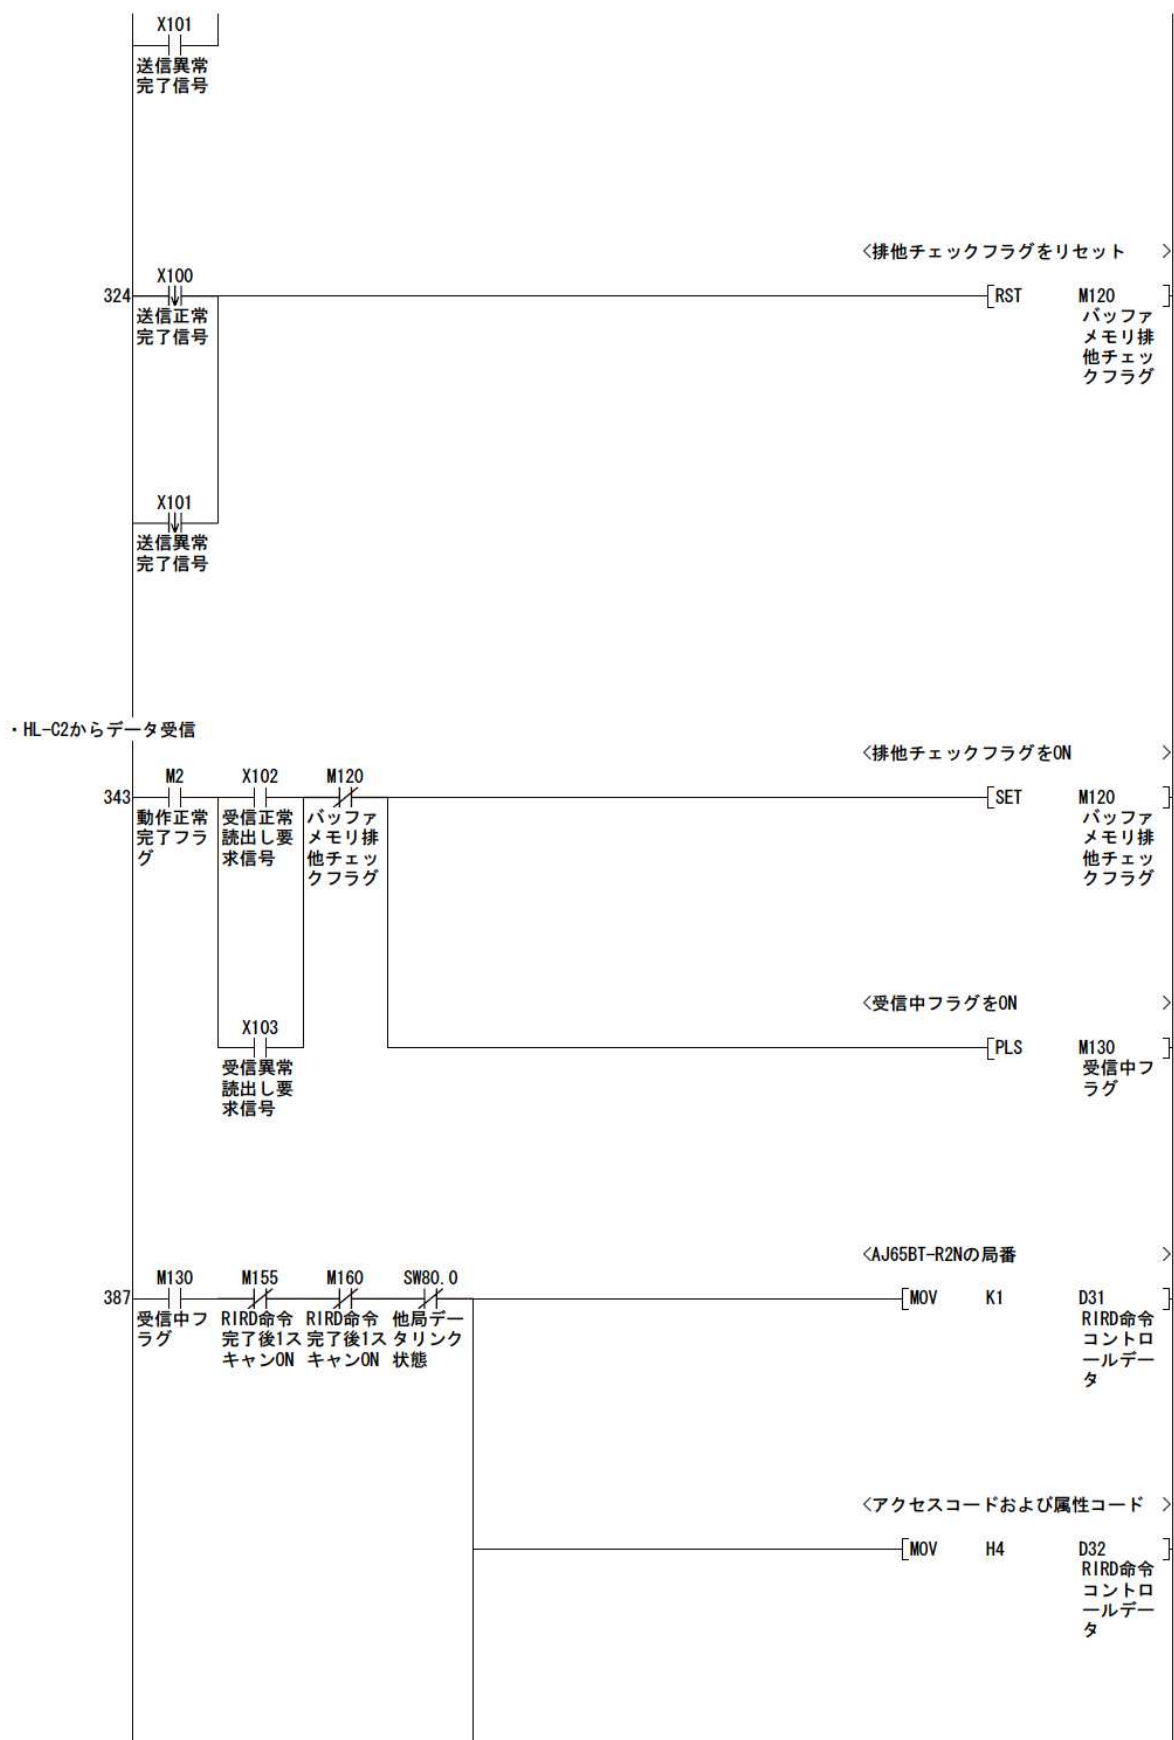 X101
送信異常
完了信号
<排他チェックフラグをリセット >
X100
324
RST M120
送信正常
完了信号
バッファ
メモリ排
他チェッ
クフラグ
X101
送信異常
完了信号
・HL-C2からデータ受信
<排他チェックフラグをON >
M2 X102 M120
343
SET M120
動作正常
完了フラ
グ
受信正常
読出し要
求信号
バッファ
メモリ排
他チェッ
クフラグ
バッファ
メモリ排
他チェッ
クフラグ
<受信中フラグをON >
X103
PLS M130
受信異常
読出し要
求信号
受信中フ
ラグ
<AJ65BT-R2Nの局番 >
M130 M155 M160 SW80.0
387
MOV K1 D31
受信中フ
ラグ
RIRD命令
完了後1ス
キャンON
RIRD命令
完了後1ス
キャンON
他局デー
タリンク
状態
RIRD命令
コントロ
ールデー
タ
<アクセスコードおよび属性コード >
MOV H4 D32
RIRD命令
コントロ
ールデー
タ